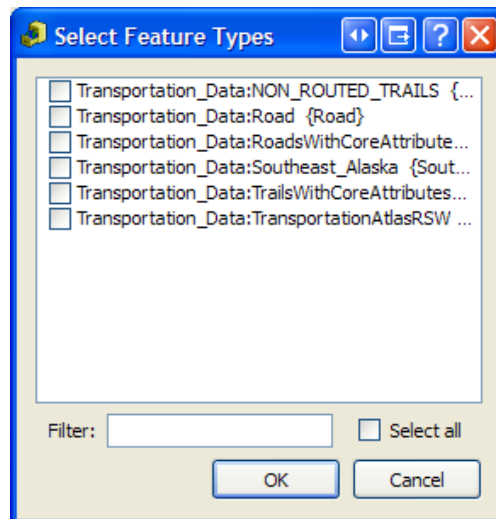 Select Feature Types
Transportation_Data:NON_ROUTED_TRAILS {...
Transportation_Data:Road {Road}
Transportation_Data:RoadsWithCoreAttribute...
Transportation_Data:Southeast_Alaska {Sout...
Transportation_Data:TrailsWithCoreAttributes...
Transportation_Data:TransportationAtlasRSW ...
Filter:
Select all
OK
Cancel